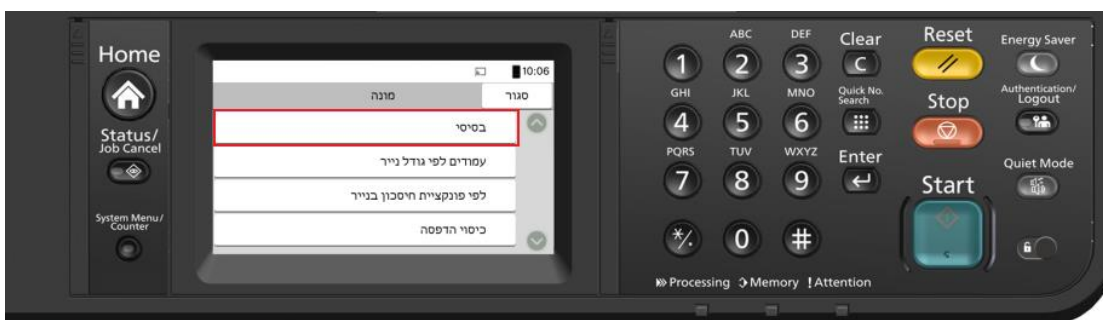 Home
Status/
Job Cancel
System Menu/
Counter
10:06
מונה
סגור
בסיסי
עמודים לפי גודל נייר
לפי פונקציית חיסכון בנייר
כיסוי הדפסה
ABC
DEF
1
2
3
GHI
JKL
MNO
4
5
6
PQRS
TUV
WXYZ
7
8
9
*/.
0
#
Clear
C
Quick No.
Search
Enter
Reset
Stop
Start
Energy Saver
Authentication/
Logout
Quiet Mode
Processing
Memory
! Attention